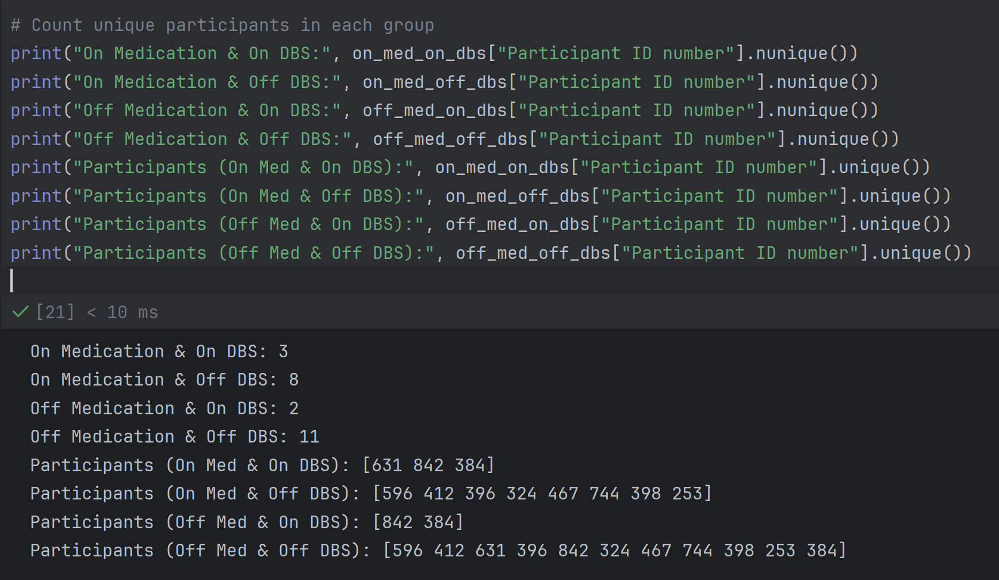 # Count unique participants in each group
print("On Medication & On DBS:", on_med_on_dbs["Participant ID number"].nunique())
print("On Medication & Off DBS:", on_med_off_dbs["Participant ID number"].nunique())
print("Off Medication & On DBS:", off_med_on_dbs["Participant ID number"].nunique())
print("Off Medication & Off DBS:", off_med_off_dbs["Participant ID number"].nunique())
print("Participants (On Med & On DBS):", on_med_on_dbs["Participant ID number"].unique())
print("Participants (On Med & Off DBS):", on_med_off_dbs["Participant ID number"].unique())
print("Participants (Off Med & On DBS):", off_med_on_dbs["Participant ID number"].unique())
print("Participants (Off Med & Off DBS):", off_med_off_dbs["Participant ID number"].unique())
[21] < 10 ms
On Medication & On DBS: 3
On Medication & Off DBS: 8
Off Medication & On DBS: 2
Off Medication & Off DBS: 11
Participants (On Med & On DBS): [631 842 384]
Participants (On Med & Off DBS): [596 412 396 324 467 744 398 253]
Participants (Off Med & On DBS): [842 384]
Participants (Off Med & Off DBS): [596 412 631 396 842 324 467 744 398 253 384]